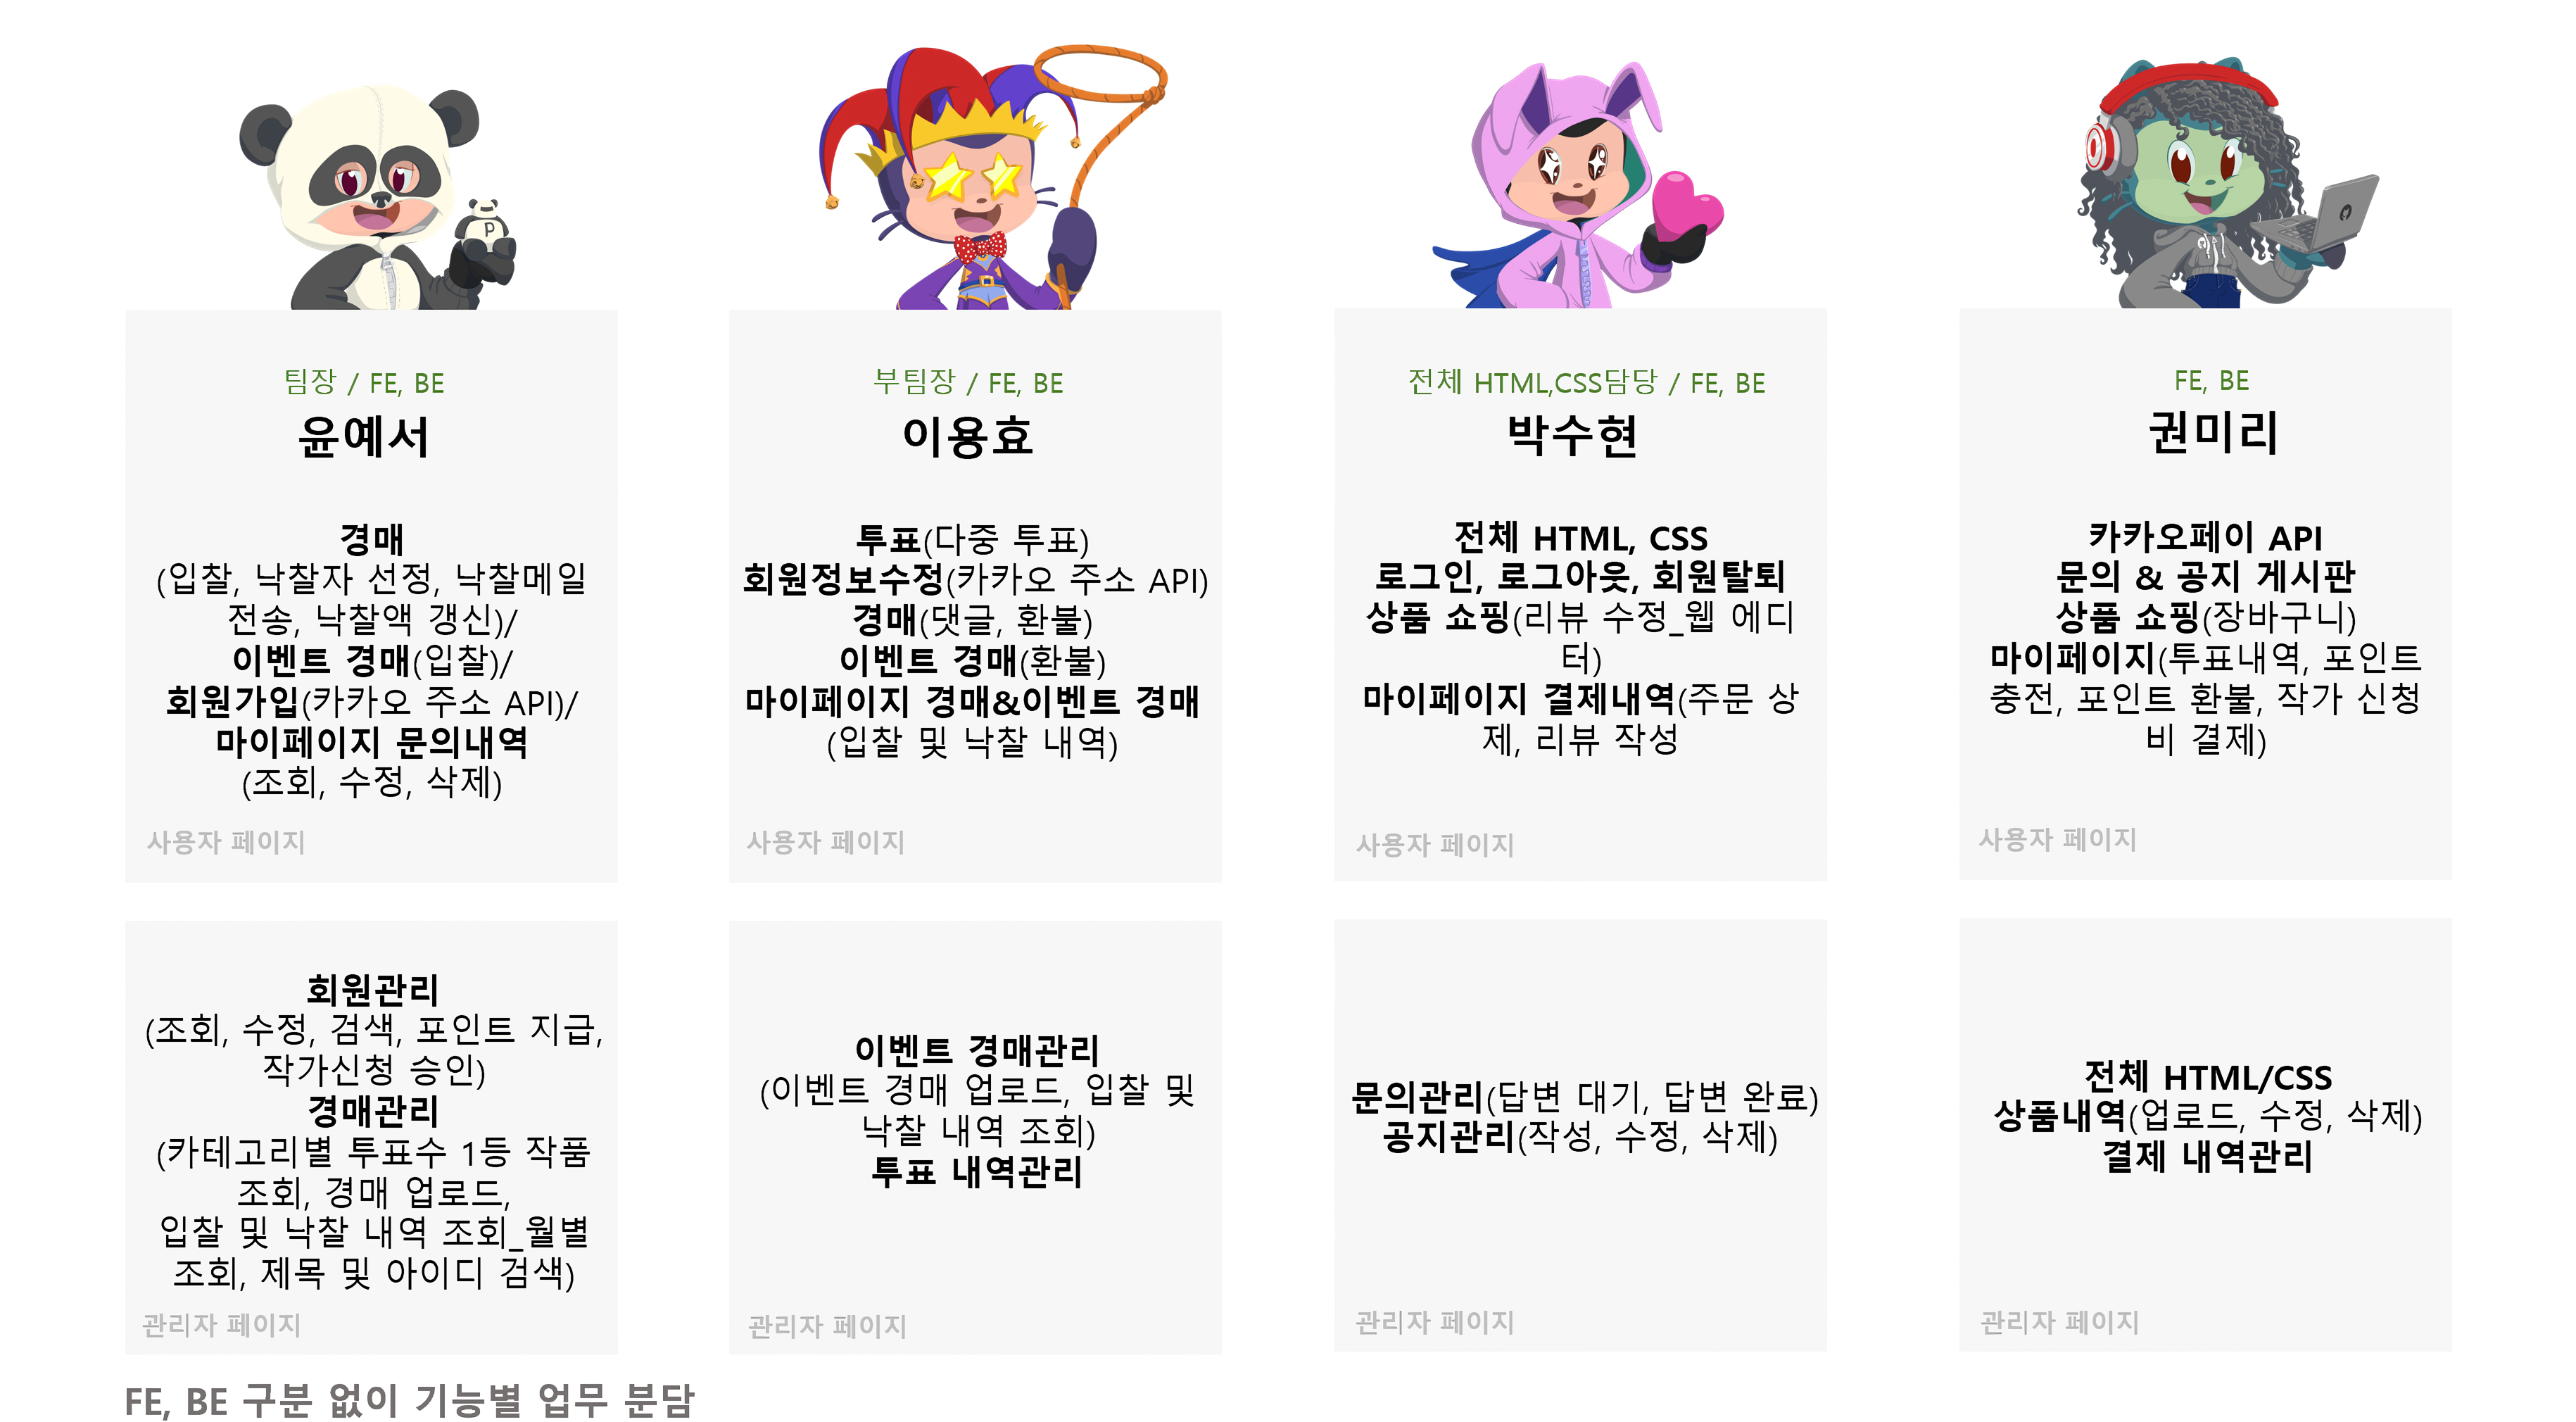 p
팀장 / FE, BE
윤예서
경매
(입찰, 낙찰자 선정, 낙찰메일
전송, 낙찰액 갱신)/
이벤트 경매(입찰)/
회원가입(카카오 주소 API)/
마이페이지 문의내역
(조회, 수정, 삭제)
사용자 페이지
부팀장 / FE, BE
이용효
투표(다중 투표)
회원정보수정(카카오 주소 API)
경매(댓글, 환불)
이벤트 경매(환불)
마이페이지 경매&이벤트 경매
(입찰 및 낙찰 내역)
사용자 페이지
전체 HTML,CSS담당 / FE, BE
박수현
전체 HTML, CSS
로그인, 로그아웃, 회원탈퇴
상품 쇼핑(리뷰 수정_웹 에디
터)
마이페이지 결제내역(주문 상
제, 리뷰 작성
사용자 페이지
FE, BE
권미리
카카오페이 API
문의 & 공지 게시판
상품 쇼핑(장바구니)
마이페이지(투표내역, 포인트
충전, 포인트 환불, 작가 신청
비 결제)
사용자 페이지
회원관리
(조회, 수정, 검색, 포인트 지급,
작가신청 승인)
경매관리
(카테고리별 투표수 1등 작품
조회, 경매 업로드,
입찰 및 낙찰 내역 조회_월별
조회, 제목 및 아이디 검색)
관리자 페이지
이벤트 경매관리
(이벤트 경매 업로드, 입찰 및
낙찰 내역 조회)
투표 내역관리
관리자 페이지
문의관리(답변 대기, 답변 완료)
공지관리(작성, 수정, 삭제)
관리자 페이지
전체 HTML/CSS
상품내역(업로드, 수정, 삭제)
결제 내역관리
관리자 페이지
FE, BE 구분 없이 기능별 업무 분담